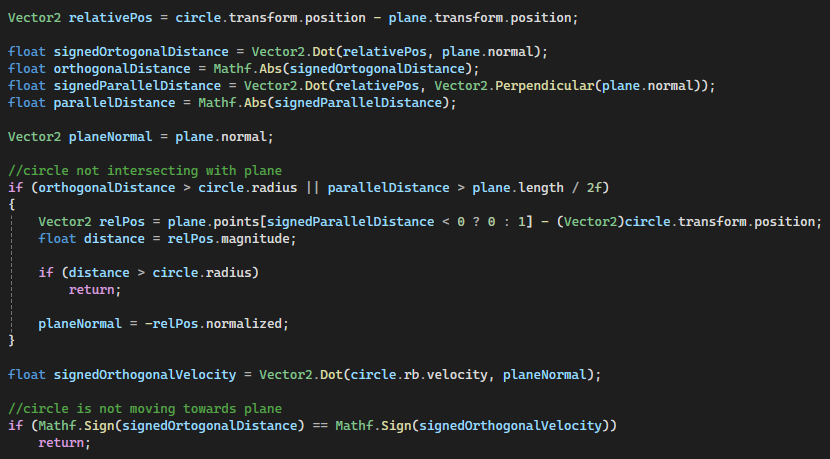 Vector2 relativePos = circle.transform.position - plane.transform.position;
float signedOrtogonalDistance = Vector2.Dot(relativePos, plane.normal);
float orthogonalDistance = Mathf.Abs(signedOrtogonalDistance);
float signedParallelDistance = Vector2.Dot(relativePos, Vector2.Perpendicular(plane.normal));
float parallelDistance = Mathf.Abs(signedParallelDistance);
Vector2 planeNormal = plane.normal;
//circle not intersecting with plane
if (orthogonalDistance > circle.radius || parallelDistance > plane.length / 2f)
{
Vector2 relPos = plane.points[signedParallelDistance < 0 ? 0 : 1] - (Vector2)circle.transform.position;
float distance = relPos.magnitude;
if (distance > circle.radius)
return;
planeNormal = -relPos.normalized;
}
float signedOrthogonalVelocity = Vector2.Dot(circle.rb.velocity, planeNormal);
//circle is not moving towards plane
if (Mathf.Sign(signedOrtogonalDistance) == Mathf.Sign(signedOrthogonalVelocity))
return;